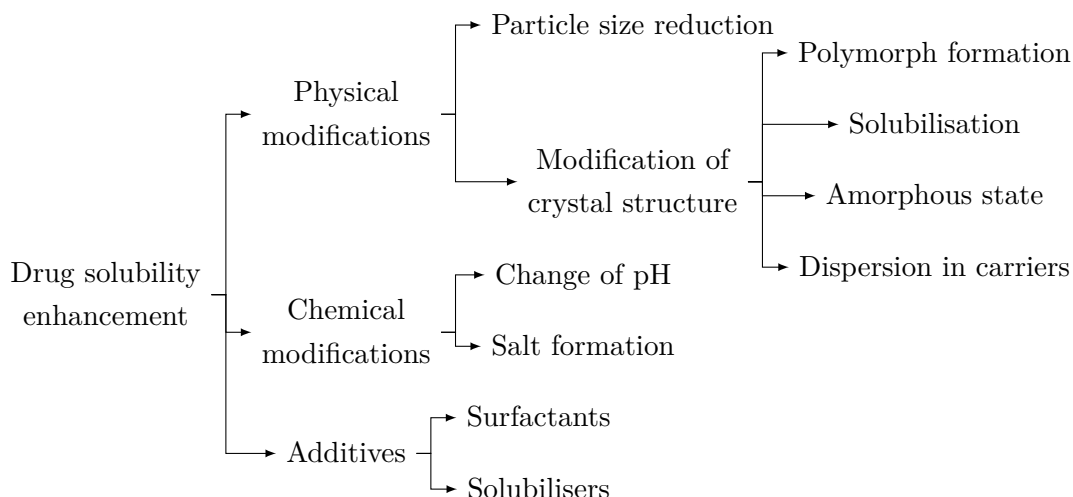 Particle size reduction
Polymorph formation
Physical
modifications
Solubilisation
Modification of
crystal structure
Amorphous state
Dispersion in carriers
Drug solubility
enhancement
Change of pH
Chemical
modifications
Salt formation
Surfactants
Additives
Solubilisers